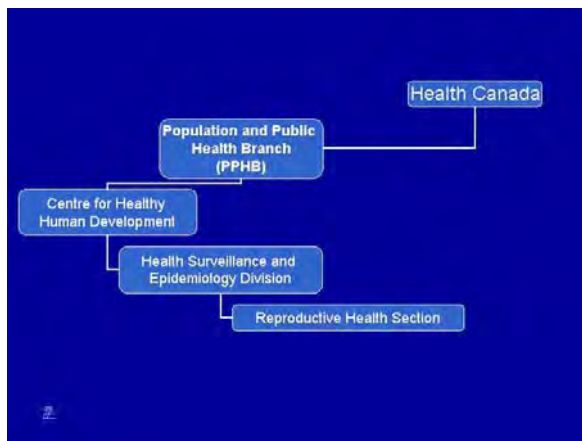 Health Canada
Population and Public
Health Branch
(PPHB)
Centre for Healthy
Human Development
Health Surveillance and
Epidemiology Division
Reproductive Health Section